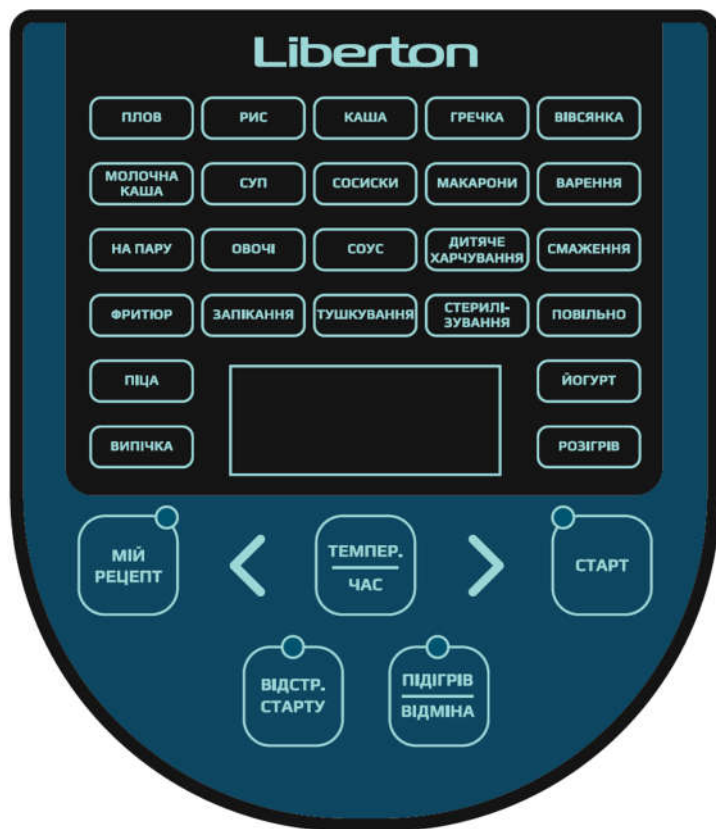 Liberton
ПЛОВ РИС КАША ГРЕЧКА ВІВСЯНКА
МОЛОЧНА КАША СУП СОСИСКИ МАКАРОНИ ВАРЕННЯ
НА ПАРУ ОВОЧІ СОУС ДИТЯЧЕ ХАРЧУВАННЯ СМАЖЕННЯ
ФРИТЮР ЗАПІКАННЯ ТУШКУВАННЯ СТЕРИЛІ-ЗУВАННЯ ПОВІЛЬНО
ПІЦА ЙОГУРТ
ВИПІЧКА РОЗІГРІВ
МІЙ РЕЦЕПТ ТЕМПЕР. ЧАС СТАРТ
ВІДСТР. СТАРТУ ПІДІГРІВ ВІДМІНА